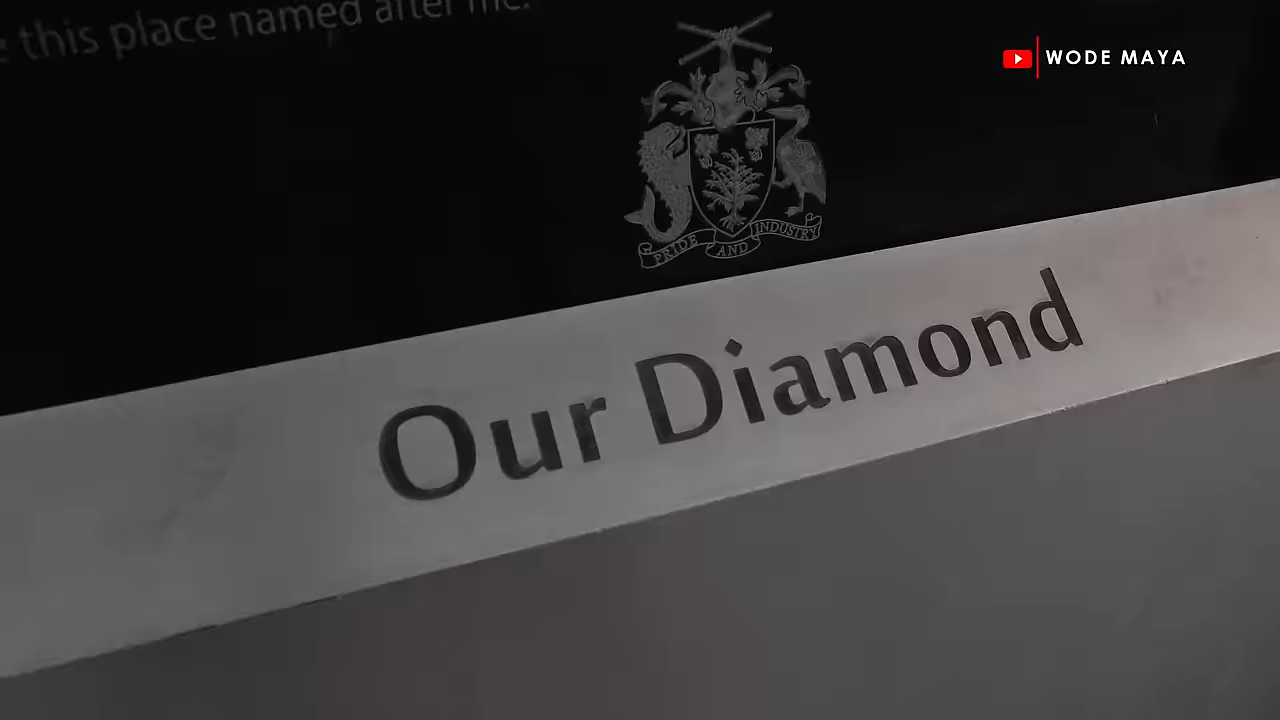 this place named after me.
WODE MAYA
PRIDE AND INDUSTRY
Our Diamond